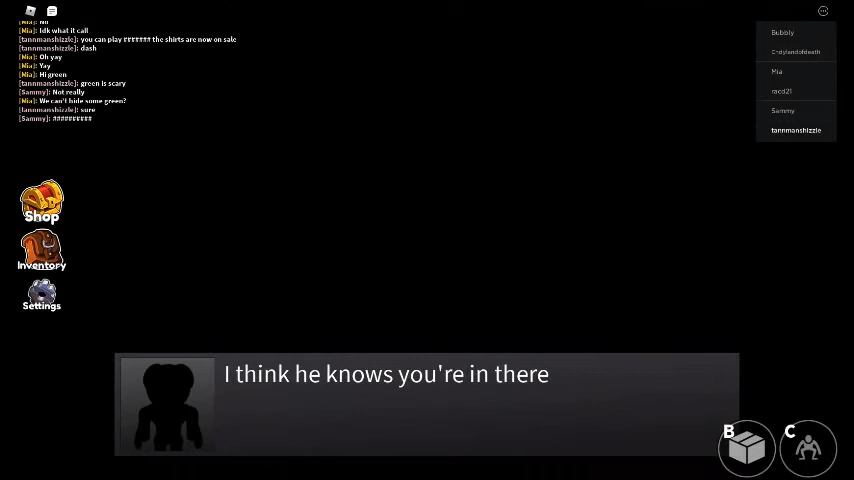 [Mia]: No
[Mia]: Idk what it call
[tannmanshizzle]: you can play ####### the shirts are now on sale
[tannmanshizzle]: dash
[Mia]: Oh yay
[Mia]: Yay
[Mia]: Hi green
[tannmanshizzle]: green is scary
[Sammy]: Not really
[Mia]: We can't hide some green?
[tannmanshizzle]: sure
[Sammy]: ##########
Bubbly
Cndylandofdeath
Mia
racd21
Sammy
tannmanshizzle
Shop
Inventory
Settings
I think he knows you're in there
B
C